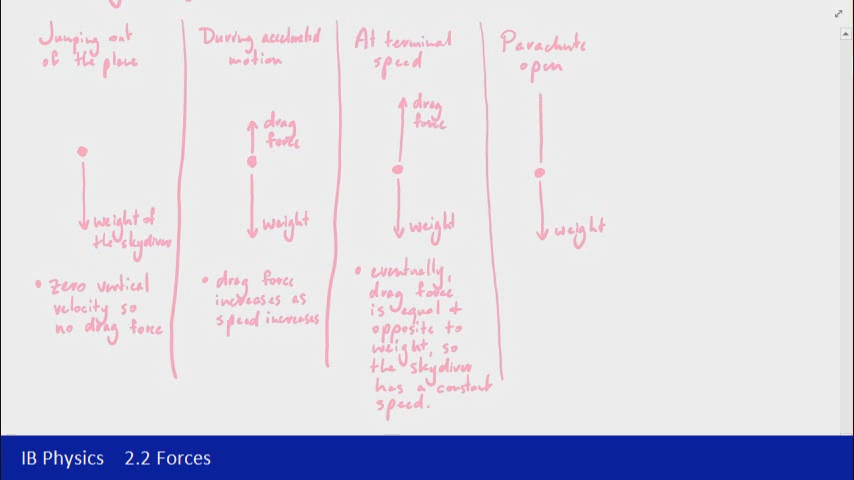 Jumping out
of the plane
weight of
the skydiver
• zero vertical
velocity so
no drag force
During accelerated
motion
drag
force
weight
• drag force
increases as
speed increases
At terminal
speed
drag
force
weight
• eventually,
drag force
is equal +
opposite to
weight, so
the skydiver
has a constant
speed.
Parachute
open
weight
IB Physics 2.2 Forces